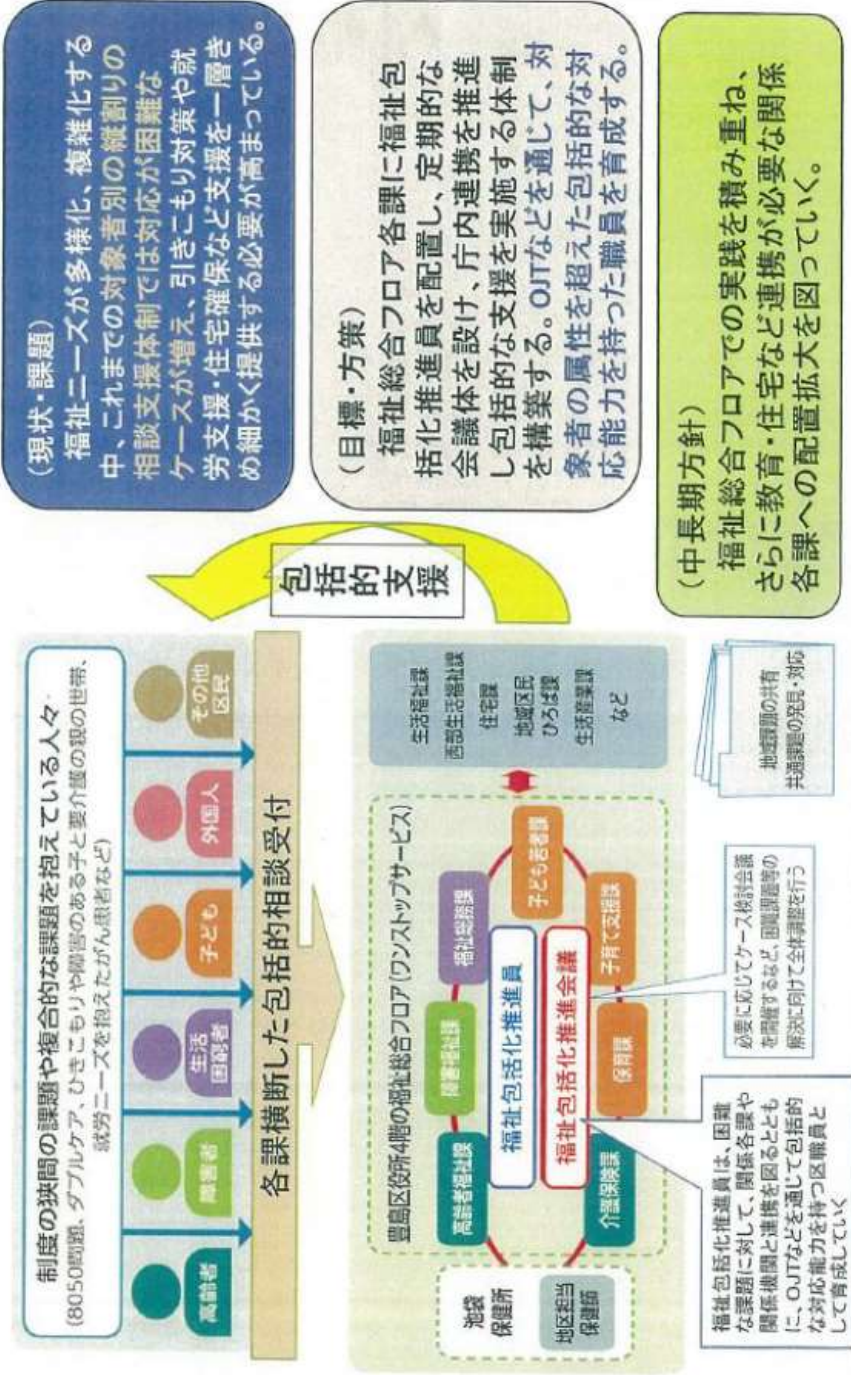 制度の狭間の課題や複合的な課題を抱えている人々
(8050問題、ダブルケア、ひきこもりや障害のある子と要介護の親の世帯、
就労ニーズを抱えたがん患者など)
高齢者
障害者
生活
困窮者
子ども
外国人
その他
区民
各課横断した包括的相談受付
豊島区役所4階の福祉総合フロア(ワンストップサービス)
池袋
保健所
地区担当
保健師
高齢者福祉課
障害福祉課
福祉総務課
子ども若者課
子育て支援課
保育課
介護保険課
福祉包括化推進員
福祉包括化推進会議
生活福祉課
西部生活福祉課
住宅課
地域区民
ひろば課
生活産業課
など
福祉包括化推進員は、困難
な課題に対して、関係各課や
関係機関と連携を図るととも
に、OJTなどを通じて包括的
な対応能力を持つ区職員と
して育成していく
必要に応じてケース検討会議
を開催するなど、困難課題等の
解決に向けて全体調整を行う
地域課題の共有
共通課題の発見・対応
包括的支援
(現状・課題)
福祉ニーズが多様化、複雑化する
中、これまでの対象者別の縦割りの
相談支援体制では対応が困難な
ケースが増え、引きこもり対策や就
労支援・住宅確保など支援を一層き
め細かく提供する必要が高まっている。
(目標・方策)
福祉総合フロア各課に福祉包
括化推進員を配置し、定期的な
会議体を設け、庁内連携を推進
し包括的な支援を実施する体制
を構築する。OJTなどを通じて、対
象者の属性を超えた包括的な対
応能力を持った職員を育成する。
(中長期方針)
福祉総合フロアでの実践を積み重ね、
さらに教育・住宅など連携が必要な関係
各課への配置拡大を図っていく。